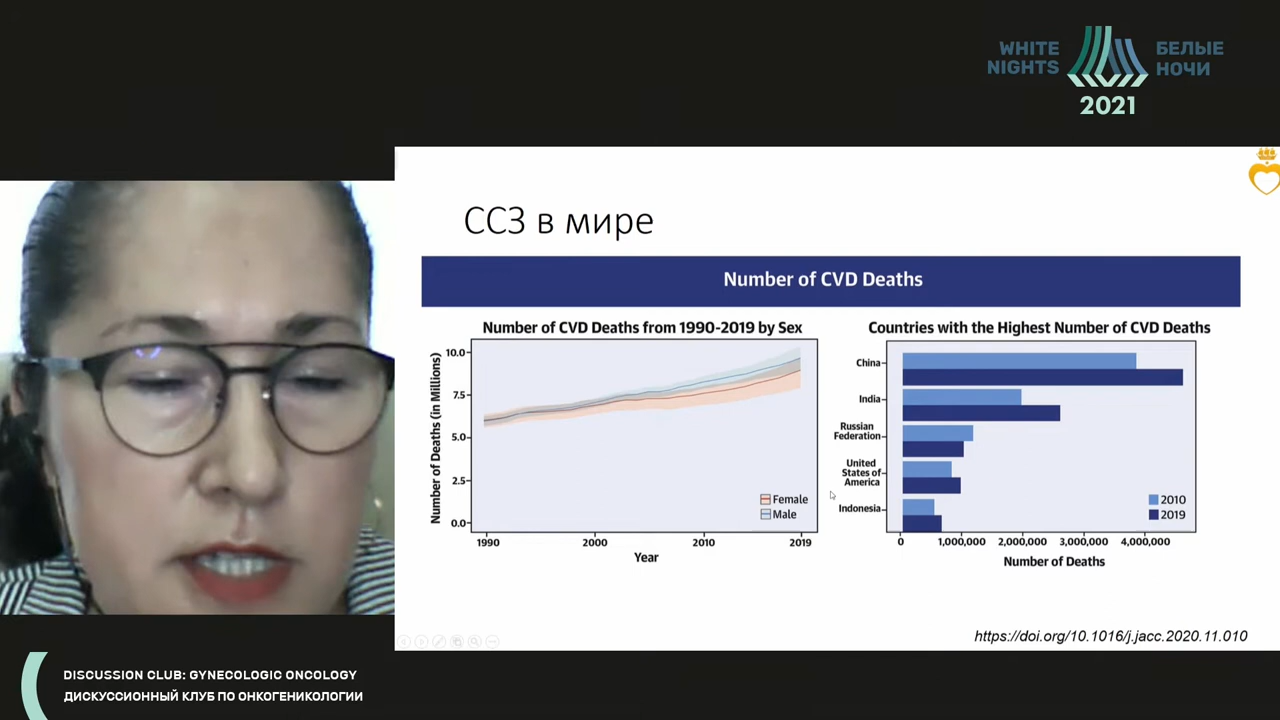 WHITE
NIGHTS
БЕЛЫЕ
НОЧИ
2021
ССЗ в мире
Number of CVD Deaths
Number of CVD Deaths from 1990-2019 by Sex
Number of Deaths (in Millions)
10.0
7.5
5.0
2.5
0.0
Female
Male
1990
2000
2010
2019
Year
Countries with the Highest Number of CVD Deaths
China
India
Russian
Federation
United
States of
America
Indonesia
2010
2019
0
1,000,000
2,000,000
3,000,000
4,000,000
Number of Deaths
https://doi.org/10.1016/j.jacc.2020.11.010
DISCUSSION CLUB: GYNECOLOGIC ONCOLOGY
ДИСКУССИОННЫЙ КЛУБ ПО ОНКОГЕНИКОЛОГИИ